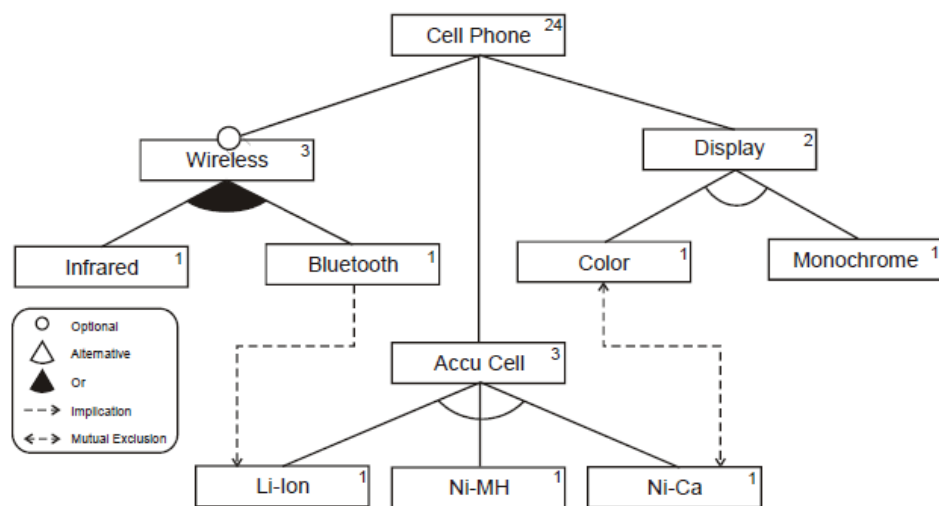 Cell Phone 24
Wireless 3
Display 2
Infrared 1
Bluetooth 1
Color 1
Monochrome 1
Optional
Alternative
Or
Implication
Mutual Exclusion
Accu Cell 3
Li-Ion 1
Ni-MH 1
Ni-Ca 1